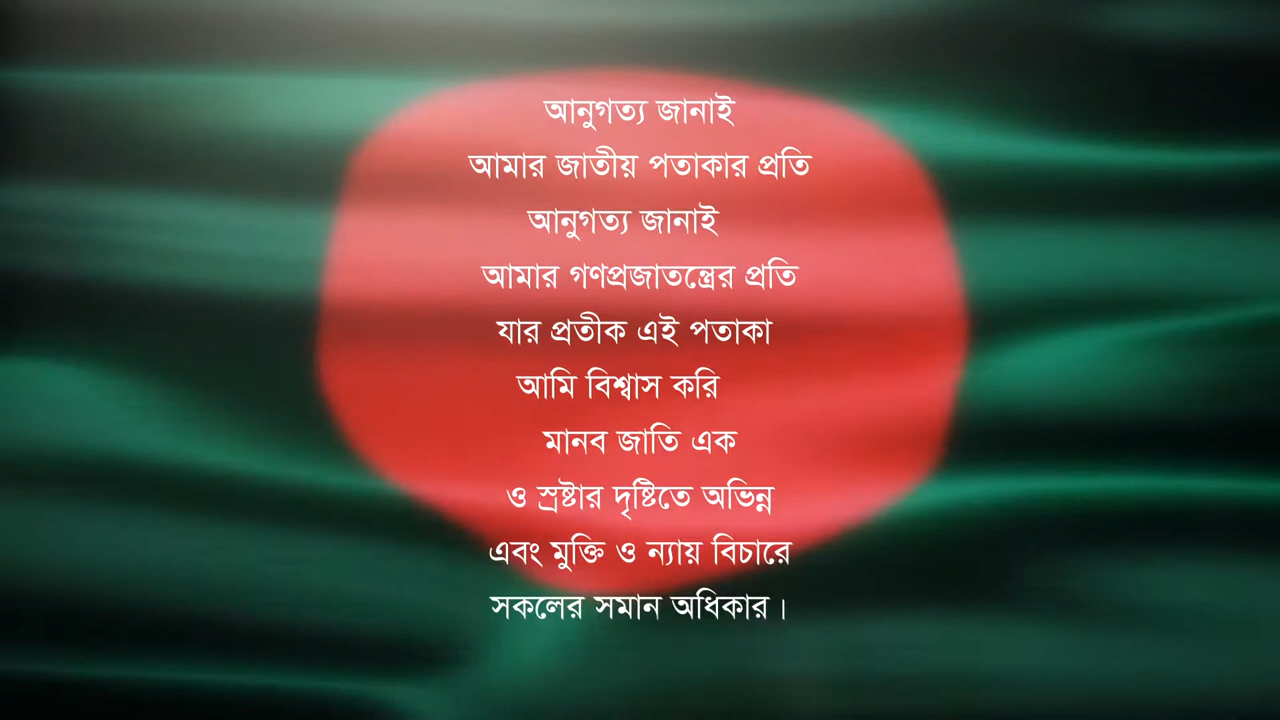 আনুগত্য জানাই
আমার জাতীয় পতাকার প্রতি
আনুগত্য জানাই
আমার গণপ্রজাতন্ত্রের প্রতি
যার প্রতীক এই পতাকা
আমি বিশ্বাস করি
মানব জাতি এক
ও স্রষ্টার দৃষ্টিতে অভিন্ন
এবং মুক্তি ও ন্যায় বিচারে
সকলের সমান অধিকার।